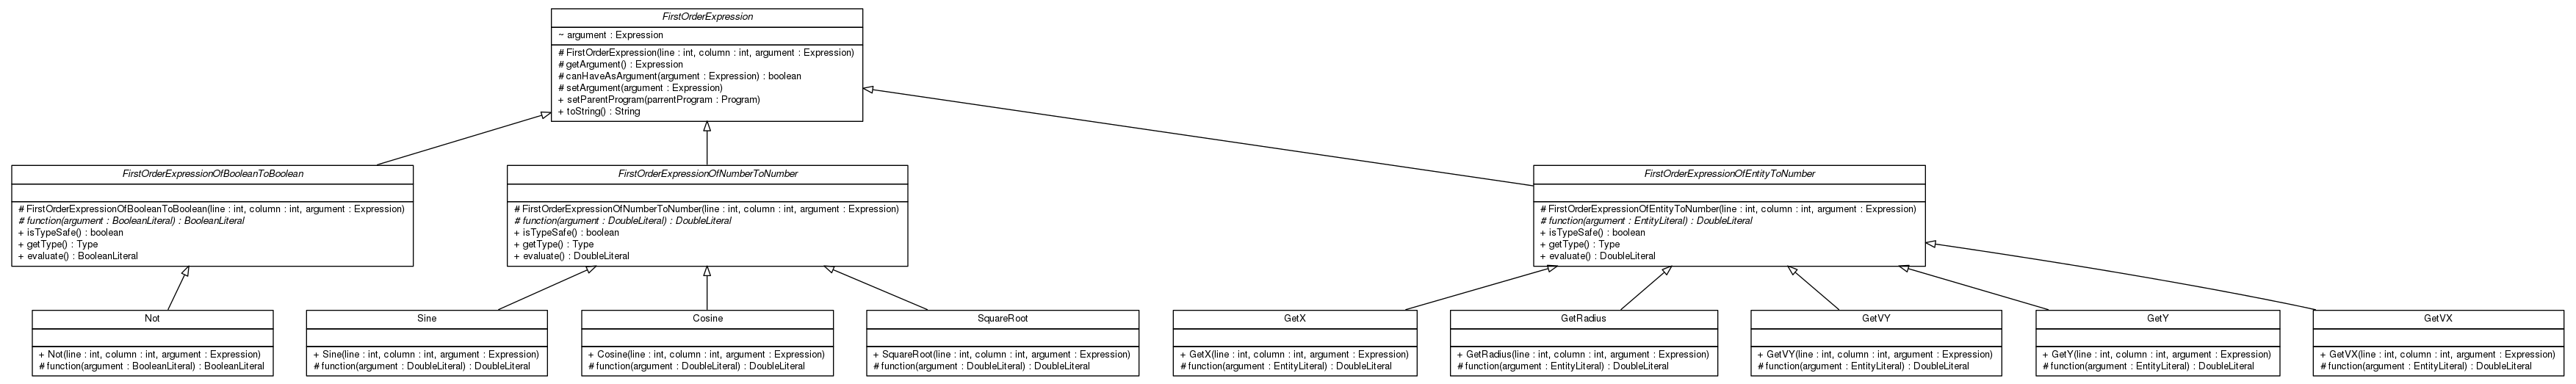 FirstOrderExpression
~ argument : Expression
# FirstOrderExpression(line : int, column : int, argument : Expression)
# getArgument() : Expression
# canHaveAsArgument(argument : Expression) : boolean
# setArgument(argument : Expression)
+ setParentProgram(parrentProgram : Program)
+ toString() : String
FirstOrderExpressionOfBooleanToBoolean
# FirstOrderExpressionOfBooleanToBoolean(line : int, column : int, argument : Expression)
# function(argument : BooleanLiteral) : BooleanLiteral
+ isTypeSafe() : boolean
+ getType() : Type
+ evaluate() : BooleanLiteral
FirstOrderExpressionOfNumberToNumber
# FirstOrderExpressionOfNumberToNumber(line : int, column : int, argument : Expression)
# function(argument : DoubleLiteral) : DoubleLiteral
+ isTypeSafe() : boolean
+ getType() : Type
+ evaluate() : DoubleLiteral
FirstOrderExpressionOfEntityToNumber
# FirstOrderExpressionOfEntityToNumber(line : int, column : int, argument : Expression)
# function(argument : EntityLiteral) : DoubleLiteral
+ isTypeSafe() : boolean
+ getType() : Type
+ evaluate() : DoubleLiteral
Not
+ Not(line : int, column : int, argument : Expression)
# function(argument : BooleanLiteral) : BooleanLiteral
Sine
+ Sine(line : int, column : int, argument : Expression)
# function(argument : DoubleLiteral) : DoubleLiteral
Cosine
+ Cosine(line : int, column : int, argument : Expression)
# function(argument : DoubleLiteral) : DoubleLiteral
SquareRoot
+ SquareRoot(line : int, column : int, argument : Expression)
# function(argument : DoubleLiteral) : DoubleLiteral
GetX
+ GetX(line : int, column : int, argument : Expression)
# function(argument : EntityLiteral) : DoubleLiteral
GetRadius
+ GetRadius(line : int, column : int, argument : Expression)
# function(argument : EntityLiteral) : DoubleLiteral
GetVY
+ GetVY(line : int, column : int, argument : Expression)
# function(argument : EntityLiteral) : DoubleLiteral
GetY
+ GetY(line : int, column : int, argument : Expression)
# function(argument : EntityLiteral) : DoubleLiteral
GetVX
+ GetVX(line : int, column : int, argument : Expression)
# function(argument : EntityLiteral) : DoubleLiteral